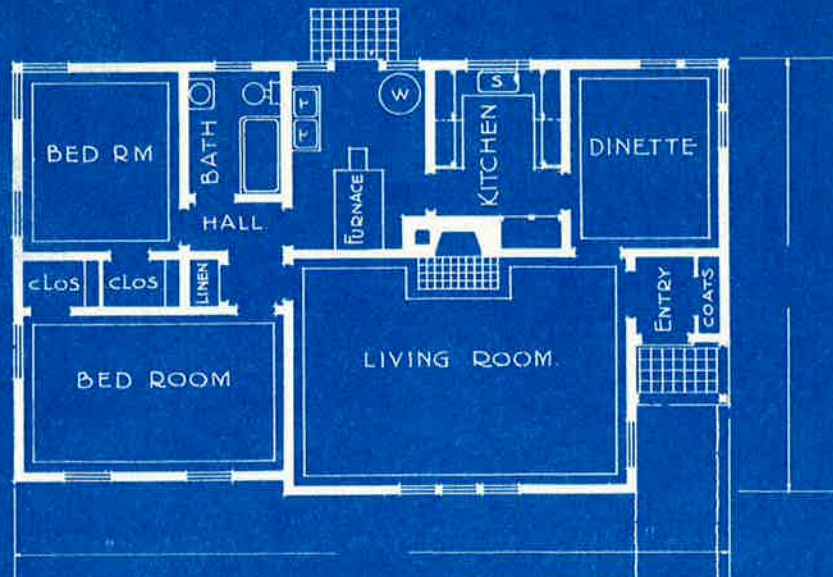 S
W
T
T
BED RM
BATH
KITCHEN
DINETTE
HALL
FURNACE
CLOS
CLOS
LINEN
ENTRY
COATS
LIVING ROOM
BED ROOM